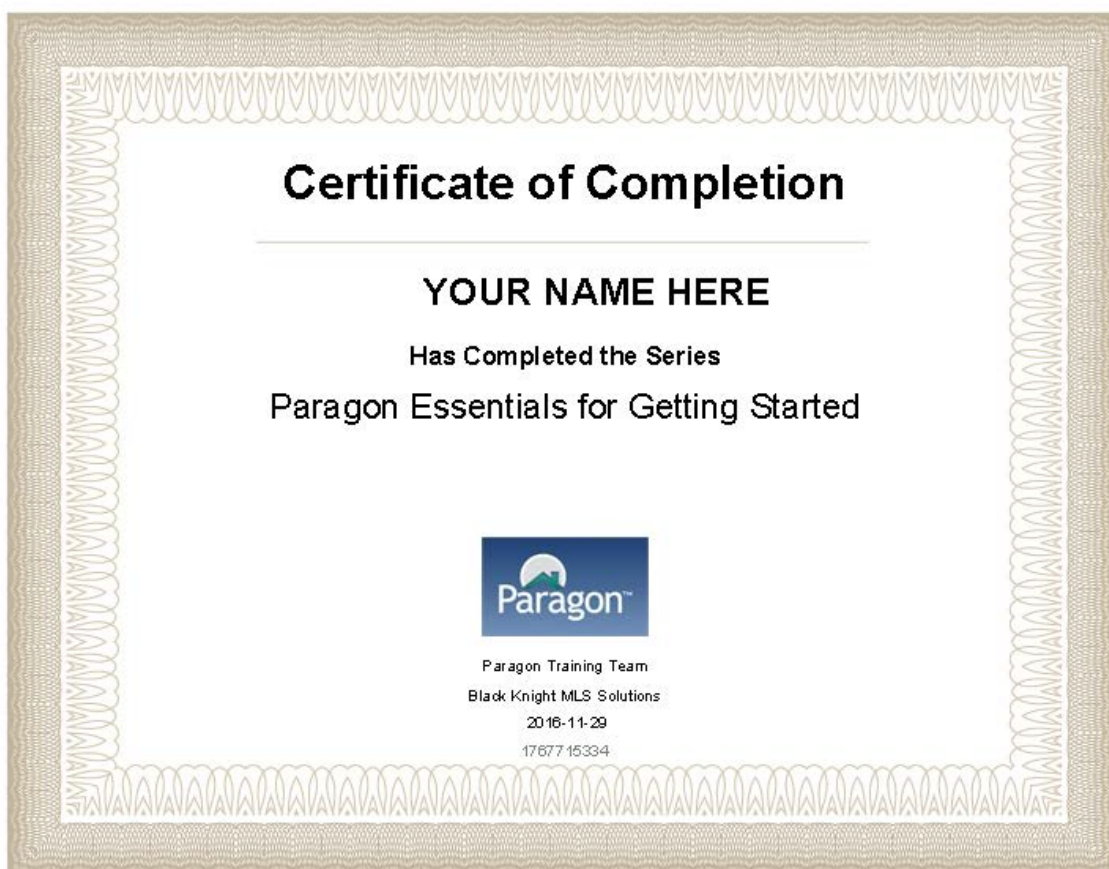 Certificate of Completion
YOUR NAME HERE
Has Completed the Series
Paragon Essentials for Getting Started
Paragon™
Paragon Training Team
Black Knight MLS Solutions
2016-11-29
1767715334